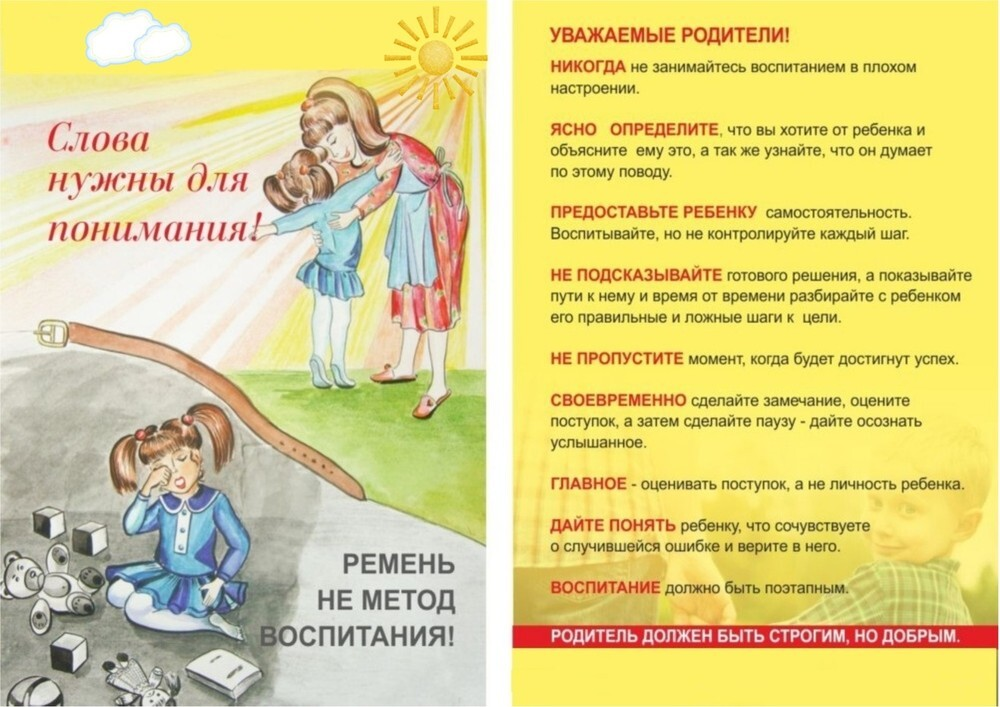 Слова
нужны для
понимания!
РЕМЕНЬ
НЕ МЕТОД
ВОСПИТАНИЯ!
УВАЖАЕМЫЕ РОДИТЕЛИ!
НИКОГДА не занимайтесь воспитанием в плохом
настроении.
ЯСНО ОПРЕДЕЛИТЕ, что вы хотите от ребенка и
объясните ему это, а так же узнайте, что он думает
по этому поводу.
ПРЕДОСТАВЬТЕ РЕБЕНКУ самостоятельность.
Воспитывайте, но не контролируйте каждый шаг.
НЕ ПОДСКАЗЫВАЙТЕ готового решения, а показывайте
пути к нему и время от времени разбирайте с ребенком
его правильные и ложные шаги к цели.
НЕ ПРОПУСТИТЕ момент, когда будет достигнут успех.
СВОЕВРЕМЕННО сделайте замечание, оцените
поступок, а затем сделайте паузу - дайте осознать
услышанное.
ГЛАВНОЕ - оценивать поступок, а не личность ребенка.
ДАЙТЕ ПОНЯТЬ ребенку, что сочувствуете
о случившейся ошибке и верите в него.
ВОСПИТАНИЕ должно быть поэтапным.
РОДИТЕЛЬ ДОЛЖЕН БЫТЬ СТРОГИМ, НО ДОБРЫМ.